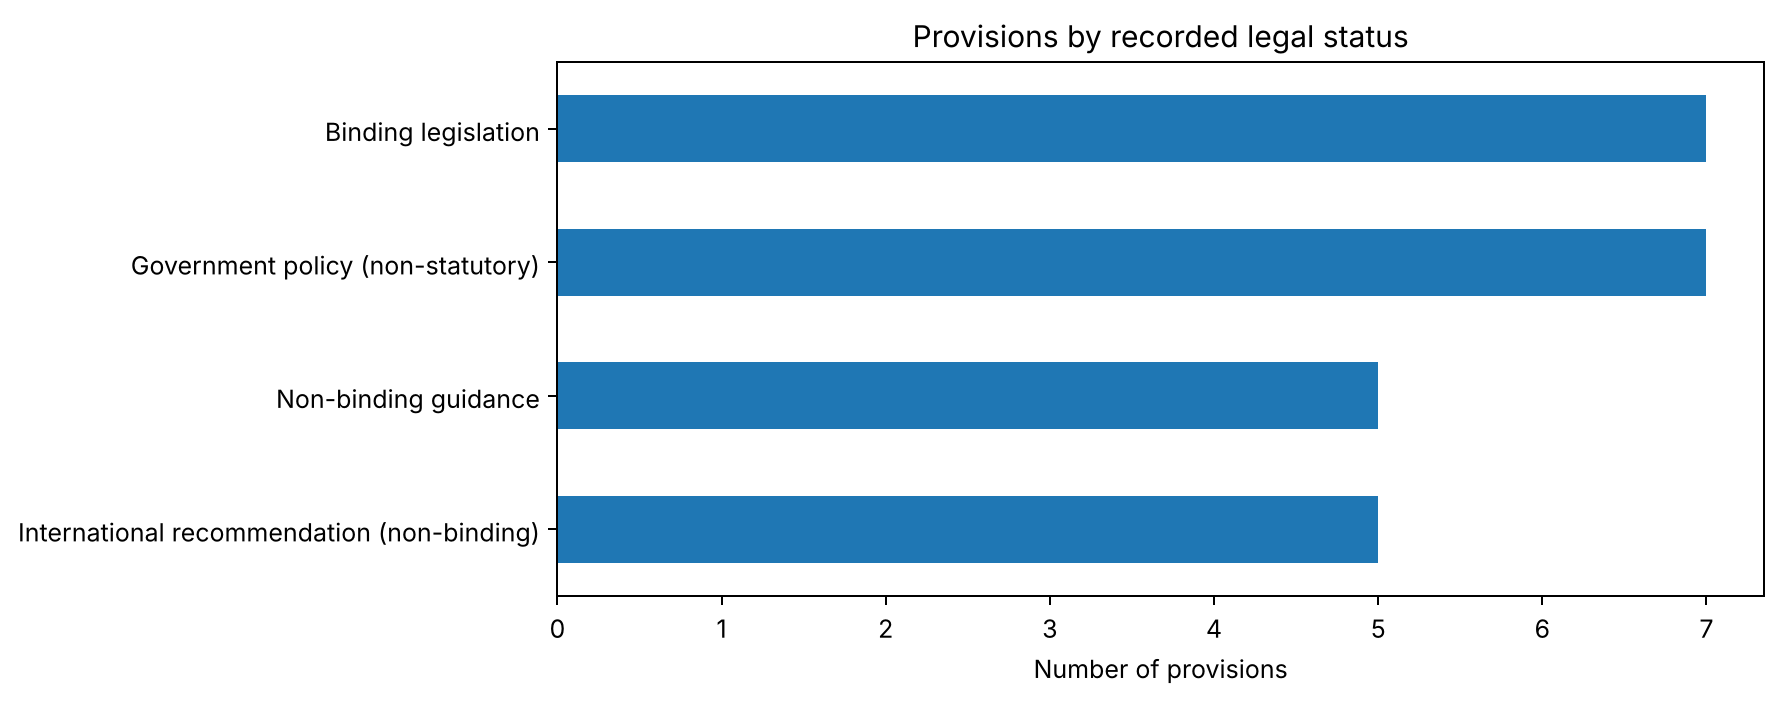 Provisions by recorded legal status
Binding legislation
Government policy (non-statutory)
Non-binding guidance
International recommendation (non-binding)
0 1 2 3 4 5 6 7
Number of provisions